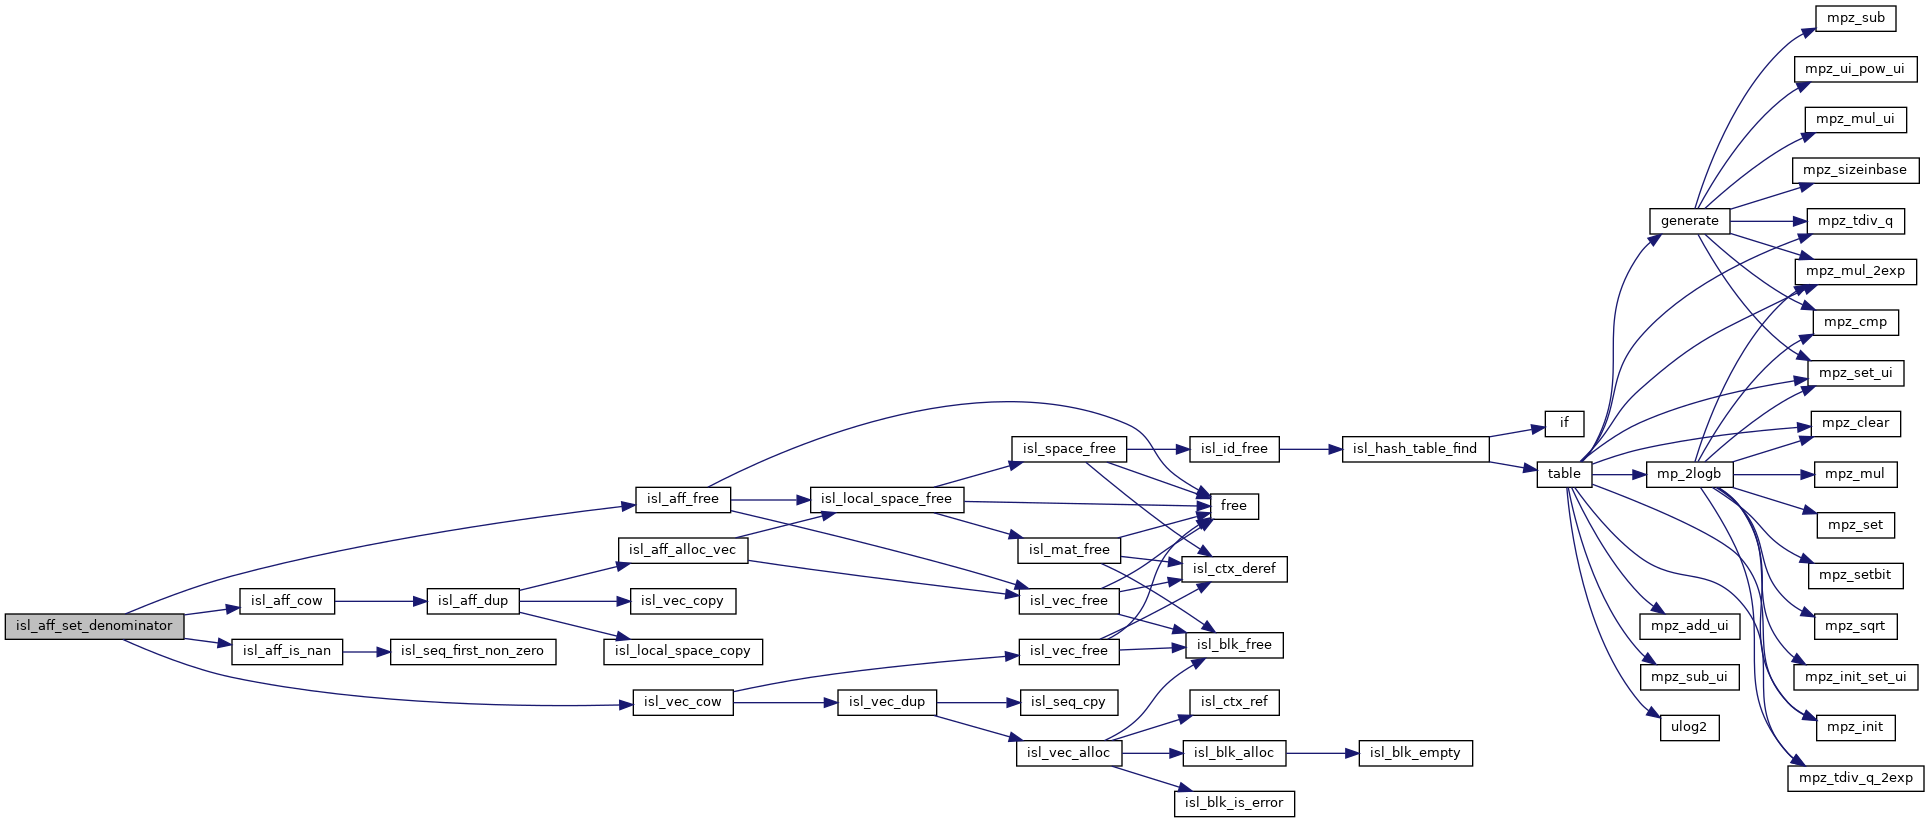 mpz_sub
mpz_ui_pow_ui
mpz_mul_ui
mpz_sizeinbase
generate
mpz_tdiv_q
mpz_mul_2exp
mpz_cmp
mpz_set_ui
if
mpz_clear
isl_space_free
isl_id_free
isl_hash_table_find
table
mp_2logb
mpz_mul
isl_aff_free
isl_local_space_free
free
mpz_set
isl_aff_alloc_vec
isl_mat_free
isl_ctx_deref
mpz_setbit
isl_aff_cow
isl_aff_dup
isl_vec_copy
isl_vec_free
isl_aff_set_denominator
mpz_add_ui
mpz_sqrt
isl_aff_is_nan
isl_seq_first_non_zero
isl_local_space_copy
isl_vec_free
isl_blk_free
mpz_sub_ui
mpz_init_set_ui
isl_vec_cow
isl_vec_dup
isl_seq_cpy
isl_ctx_ref
ulog2
mpz_init
isl_vec_alloc
isl_blk_alloc
isl_blk_empty
mpz_tdiv_q_2exp
isl_blk_is_error